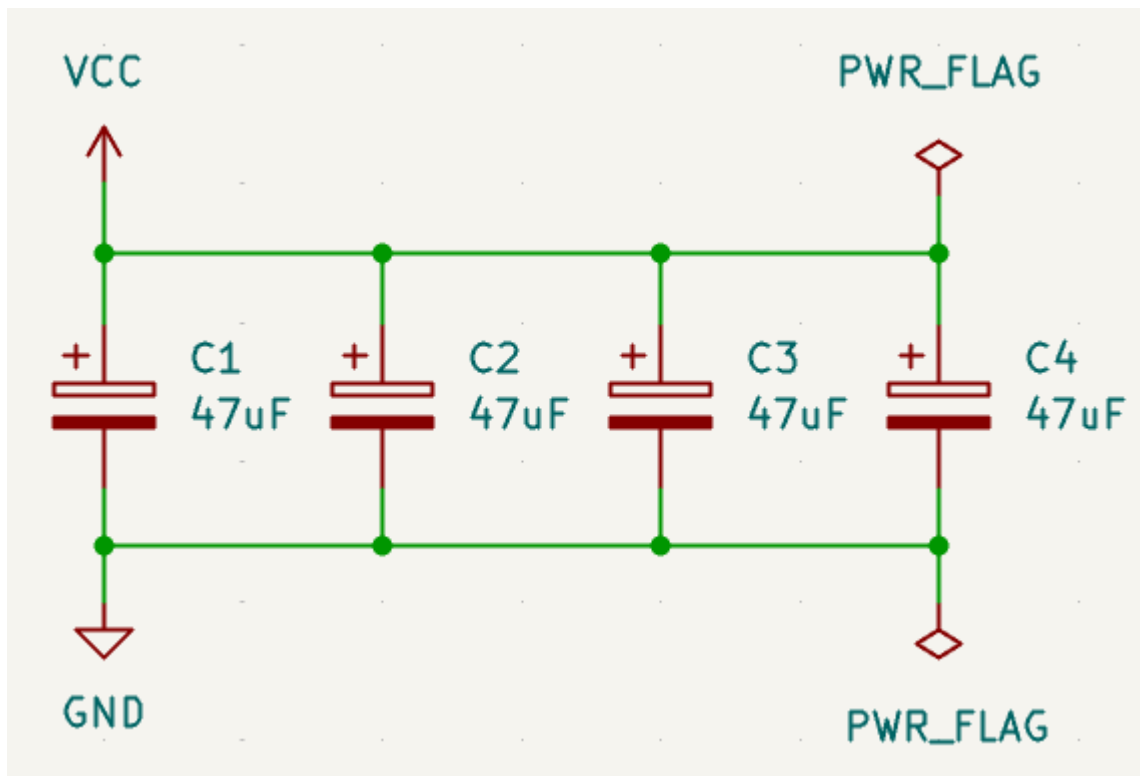 VCC
PWR_FLAG
+ C1
47uF
+ C2
47uF
+ C3
47uF
+ C4
47uF
GND
PWR_FLAG